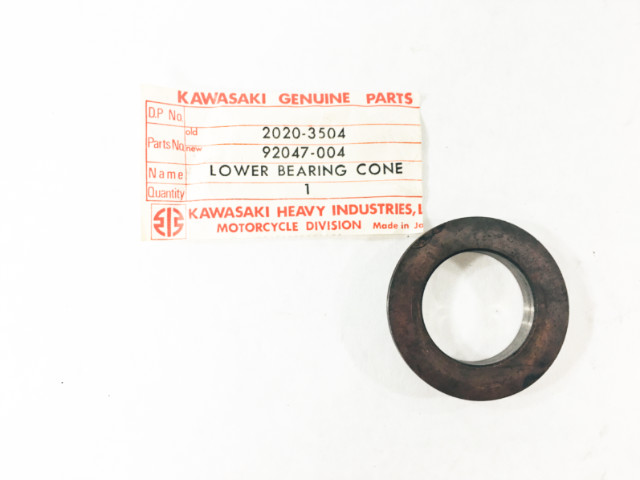 KAWASAKI GENUINE PARTS
D.P No.
Parts No. old 2020-3504
new 92047-004
Name LOWER BEARING CONE
Quantity 1
KAWASAKI HEAVY INDUSTRIES, L
MOTORCYCLE DIVISION Made in Ja